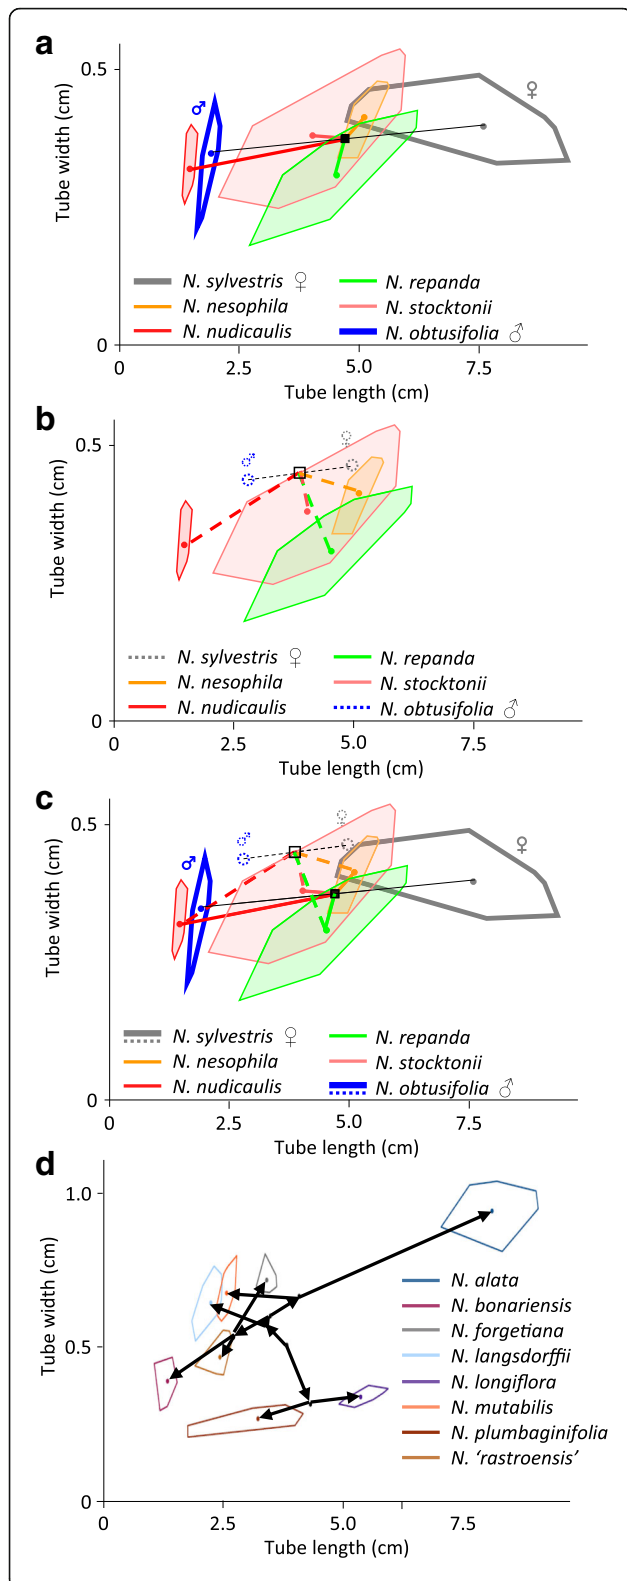 a
0.5
♂
♀
Tube width (cm)
N. sylvestris ♀
N. repanda
N. nesophila
N. stocktonii
N. nudicaulis
N. obtusifolia ♂
0
0
2.5
5.0
7.5
Tube length (cm)
b
0.5
♂
♀
Tube width (cm)
N. sylvestris ♀
N. repanda
N. nesophila
N. stocktonii
N. nudicaulis
N. obtusifolia ♂
0
0
2.5
5.0
7.5
Tube length (cm)
c
0.5
♂
♀
♂
♀
Tube width (cm)
N. sylvestris ♀
N. repanda
N. nesophila
N. stocktonii
N. nudicaulis
N. obtusifolia ♂
0
0
2.5
5.0
7.5
Tube length (cm)
d
1.0
Tube width (cm)
N. alata
N. bonariensis
N. forgetiana
0.5
N. langsdorffii
N. longiflora
N. mutabilis
N. plumbaginifolia
N. ‘rastroensis’
0
0
2.5
5.0
7.5
Tube length (cm)